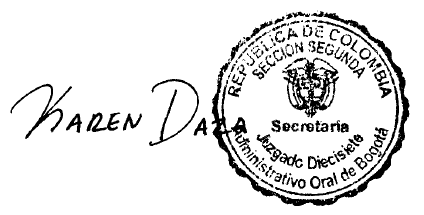 KAREN DAZA
REPUBLICA DE COLOMBIA
SECCION SEGUNDA
Secretaria
Juzgado Diecisiete
Administrativo Oral de Bogotá